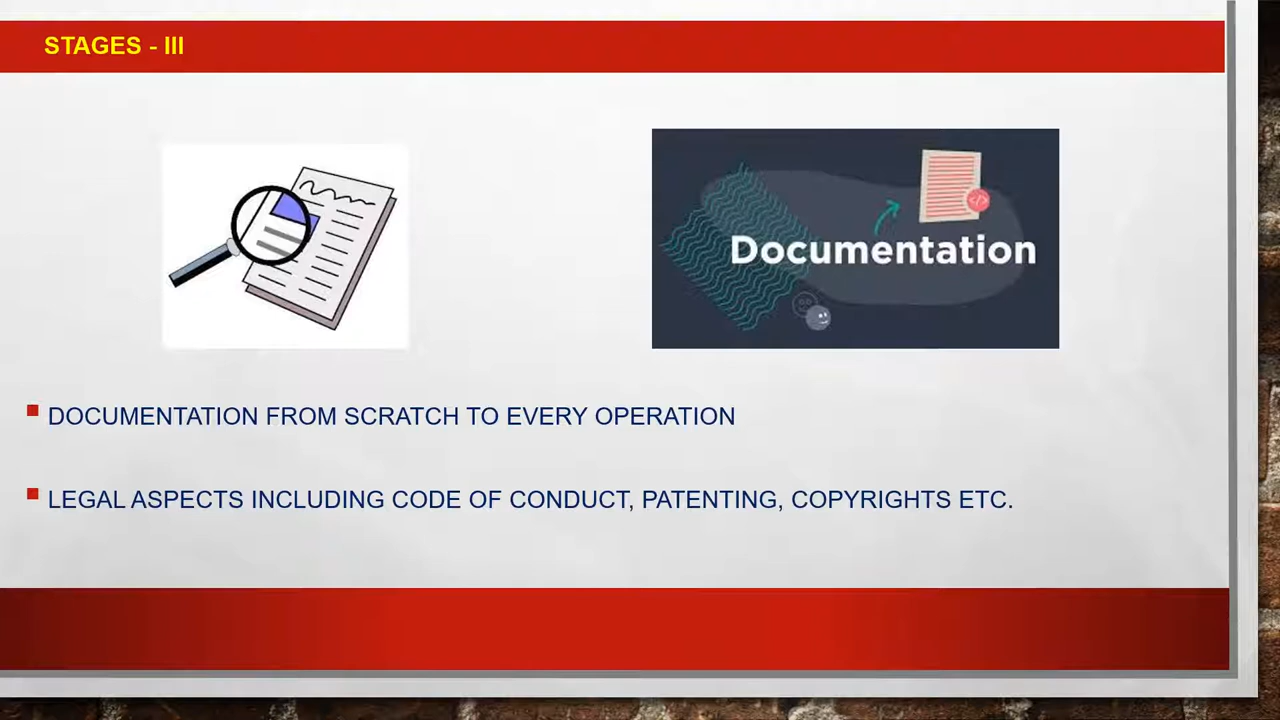 STAGES - III
Documentation
</>
DOCUMENTATION FROM SCRATCH TO EVERY OPERATION
LEGAL ASPECTS INCLUDING CODE OF CONDUCT, PATENTING, COPYRIGHTS ETC.